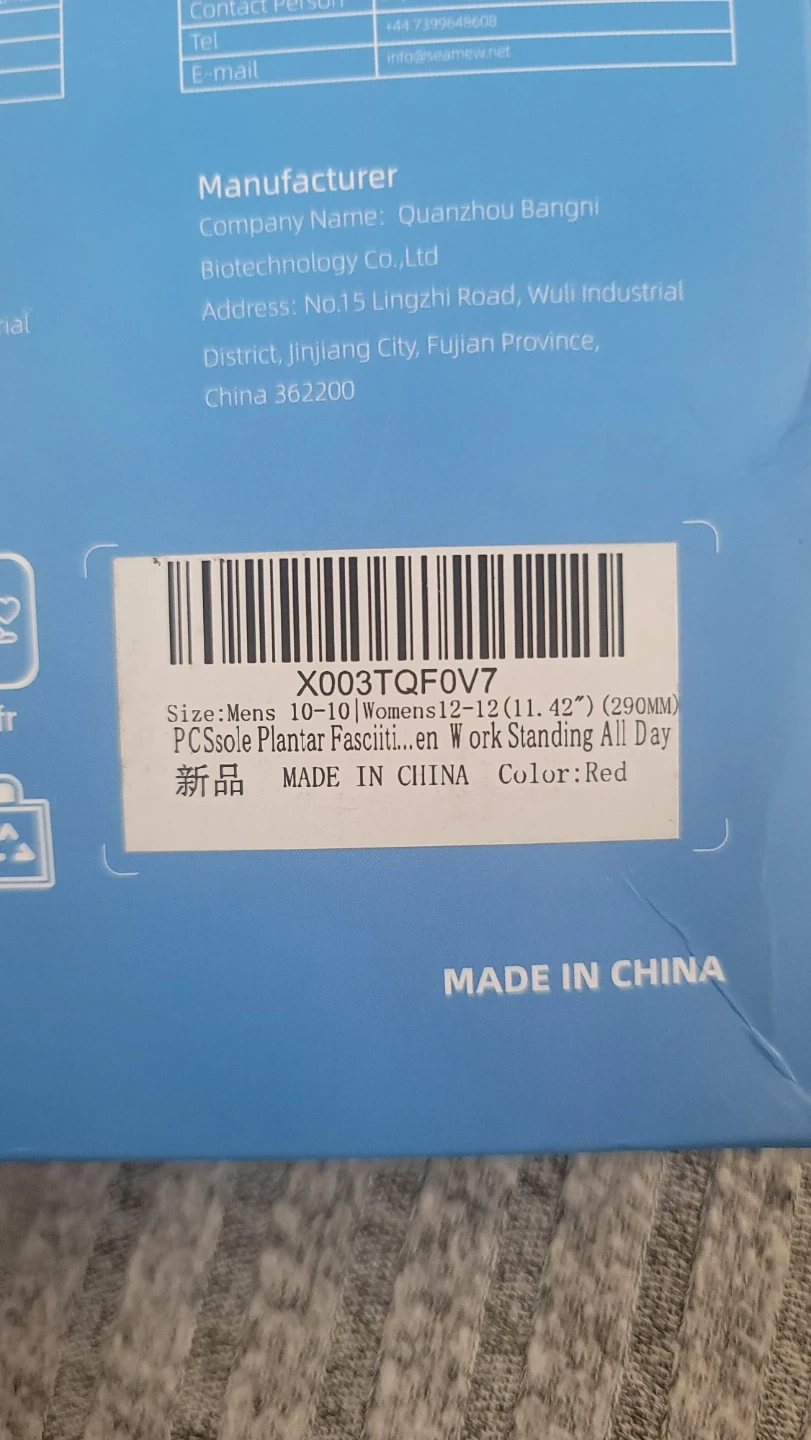 Contact Person
Tel +44 7399648608
E-mail info@seamew.net
Manufacturer
Company Name: Quanzhou Bangni
Biotechnology Co.,Ltd
Address: No.15 Lingzhi Road, Wuli Industrial
District, Jinjiang City, Fujian Province,
China 362200
rial
fr
X003TQF0V7
Size:Mens 10-10|Womens12-12(11.42″)(290MM)
PCSsole Plantar Fasciiti...en Work Standing All Day
新品 MADE IN CHINA Color:Red
MADE IN CHINA